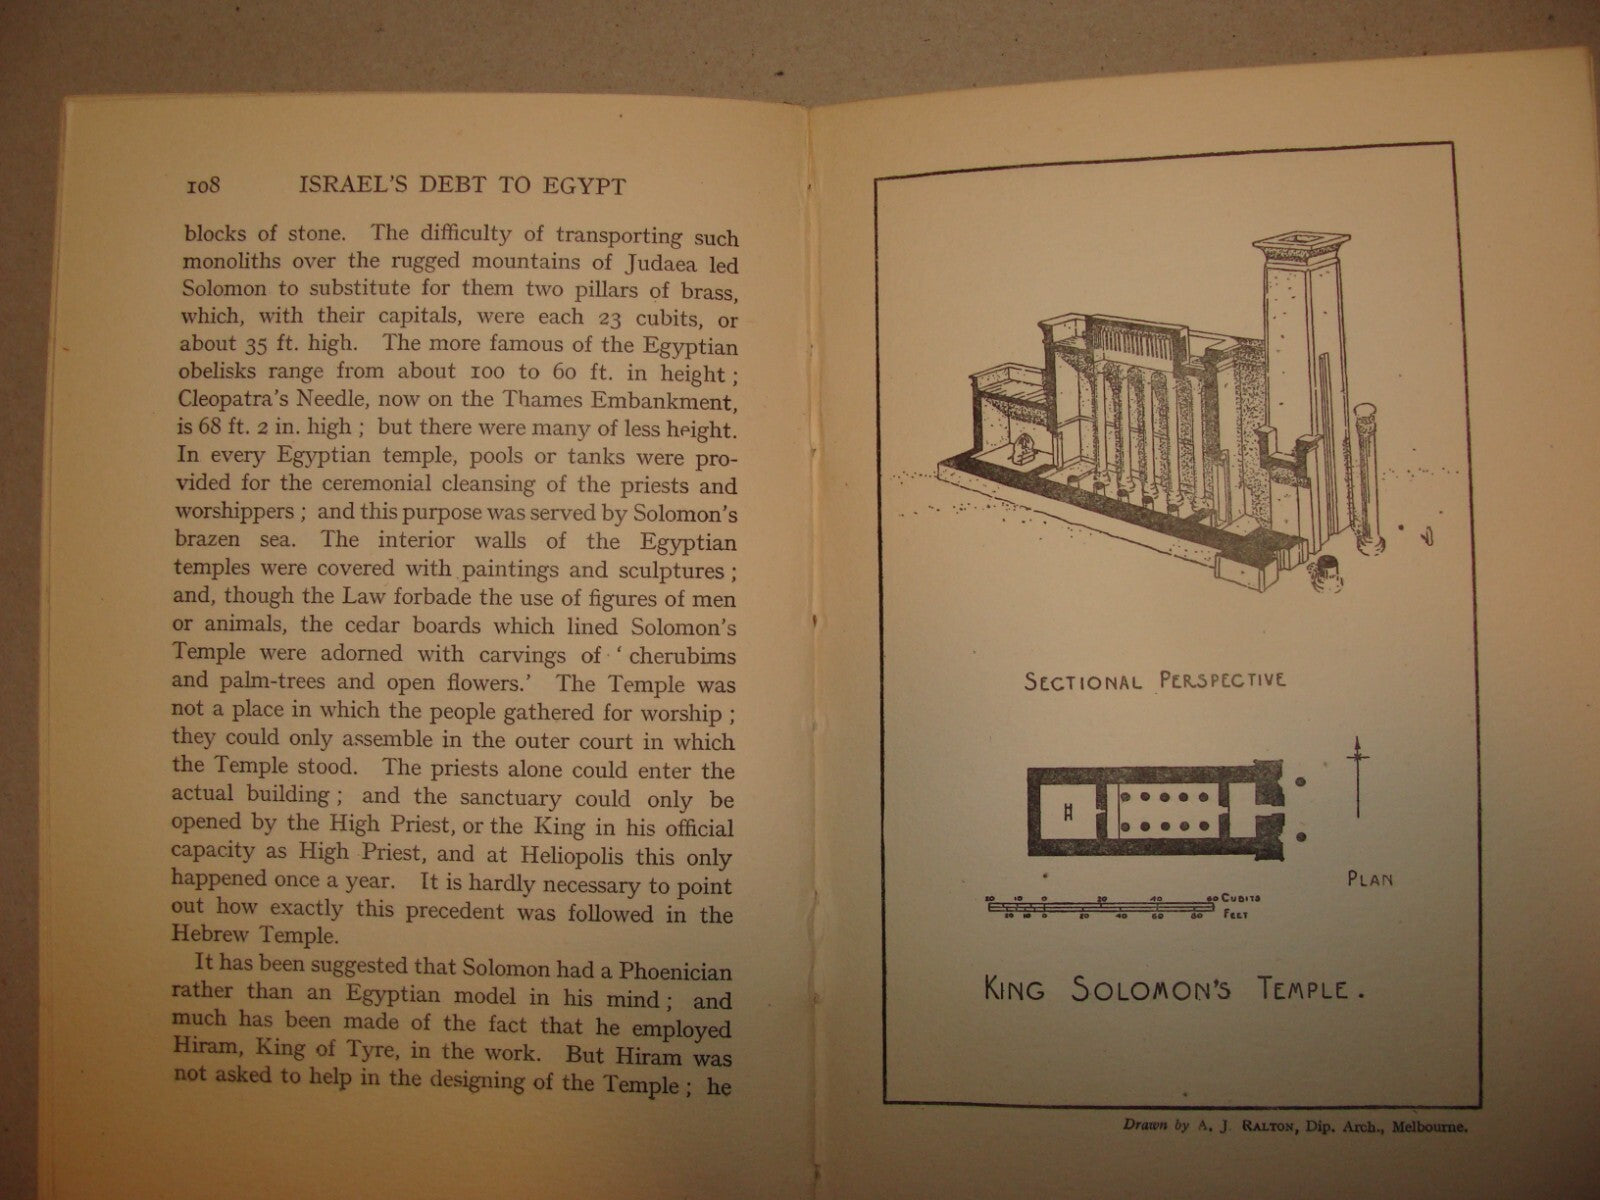 108 ISRAEL'S DEBT TO EGYPT
blocks of stone. The difficulty of transporting such
monoliths over the rugged mountains of Judaea led
Solomon to substitute for them two pillars of brass,
which, with their capitals, were each 23 cubits, or
about 35 ft. high. The more famous of the Egyptian
obelisks range from about 100 to 60 ft. in height ;
Cleopatra's Needle, now on the Thames Embankment,
is 68 ft. 2 in. high ; but there were many of less height.
In every Egyptian temple, pools or tanks were pro-
vided for the ceremonial cleansing of the priests and
worshippers ; and this purpose was served by Solomon's
brazen sea. The interior walls of the Egyptian
temples were covered with paintings and sculptures ;
and, though the Law forbade the use of figures of men
or animals, the cedar boards which lined Solomon's
Temple were adorned with carvings of ‘ cherubims
and palm-trees and open flowers.’ The Temple was
not a place in which the people gathered for worship ;
they could only assemble in the outer court in which
the Temple stood. The priests alone could enter the
actual building ; and the sanctuary could only be
opened by the High Priest, or the King in his official
capacity as High Priest, and at Heliopolis this only
happened once a year. It is hardly necessary to point
out how exactly this precedent was followed in the
Hebrew Temple.
It has been suggested that Solomon had a Phoenician
rather than an Egyptian model in his mind ; and
much has been made of the fact that he employed
Hiram, King of Tyre, in the work. But Hiram was
not asked to help in the designing of the Temple ; he
SECTIONAL PERSPECTIVE
PLAN
20 10 0 20 40 60 CUBITS
20 10 0 20 40 60 80 FEET
KING SOLOMON'S TEMPLE.
Drawn by A. J. RALTON, Dip. Arch., Melbourne.